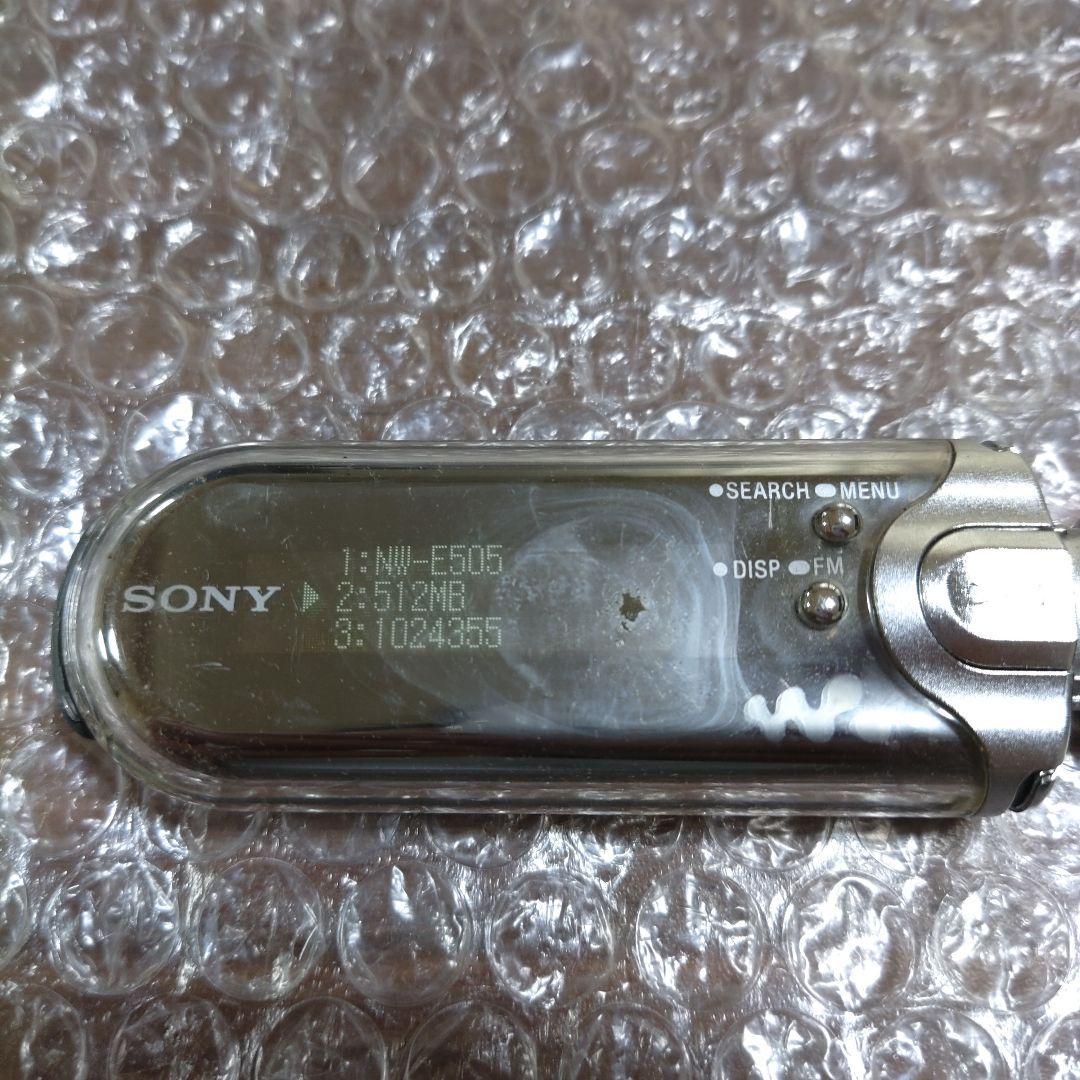 SEARCH MENU
DISP FM
SONY
1:NW-E505
2:512MB
3:1024355